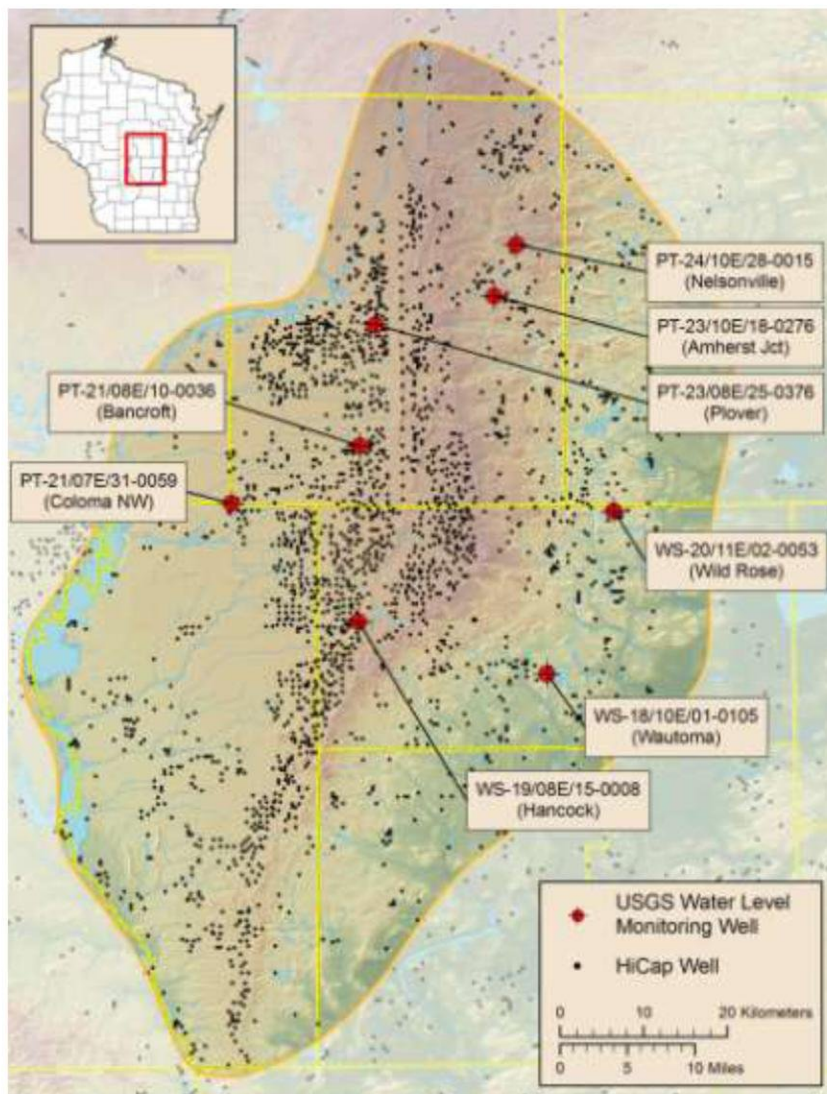 PT-24/10E/28-0015
(Nelsonville)
PT-23/10E/18-0276
(Amherst Jct)
PT-23/08E/25-0376
(Plover)
PT-21/08E/10-0036
(Bancroft)
PT-21/07E/31-0059
(Coloma NW)
WS-20/11E/02-0053
(Wild Rose)
WS-18/10E/01-0105
(Wautoma)
WS-19/08E/15-0008
(Hancock)
USGS Water Level
Monitoring Well
HiCap Well
0 10 20 Kilometers
0 5 10 Miles